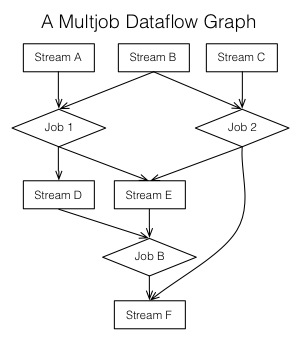 A Multjob Dataflow Graph
Stream A
Stream B
Stream C
Job 1
Job 2
Stream D
Stream E
Job B
Stream F